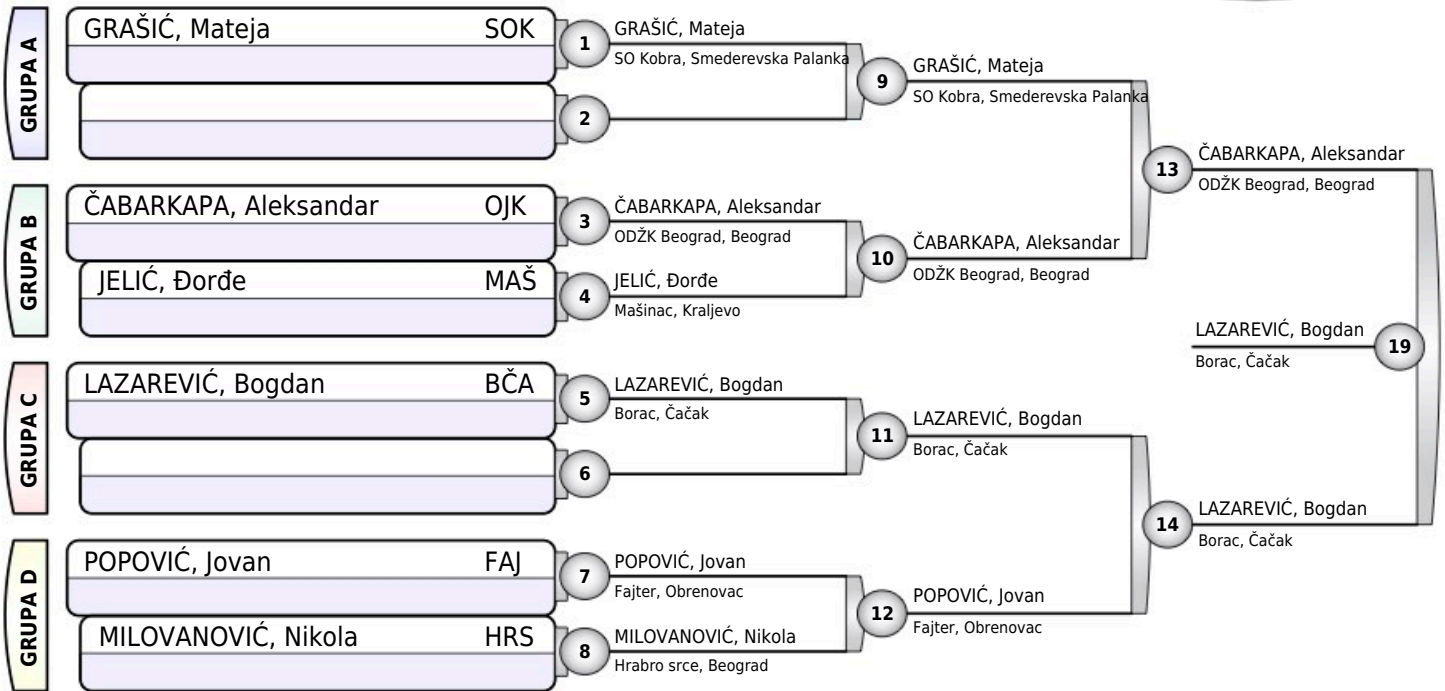 GRUPA A
GRAŠIĆ, Mateja SOK
1
GRAŠIĆ, Mateja
SO Kobra, Smederevska Palanka
2
9
GRAŠIĆ, Mateja
SO Kobra, Smederevska Palanka
GRUPA B
ČABARKAPA, Aleksandar OJK
3
ČABARKAPA, Aleksandar
ODŽK Beograd, Beograd
JELIĆ, Đorđe MAŠ
4
JELIĆ, Đorđe
Mašinac, Kraljevo
10
ČABARKAPA, Aleksandar
ODŽK Beograd, Beograd
13
ČABARKAPA, Aleksandar
ODŽK Beograd, Beograd
GRUPA C
LAZAREVIĆ, Bogdan BČA
5
LAZAREVIĆ, Bogdan
Borac, Čačak
6
11
LAZAREVIĆ, Bogdan
Borac, Čačak
GRUPA D
POPOVIĆ, Jovan FAJ
7
POPOVIĆ, Jovan
Fajter, Obrenovac
MILOVANOVIĆ, Nikola HRS
8
MILOVANOVIĆ, Nikola
Hrabro srce, Beograd
12
POPOVIĆ, Jovan
Fajter, Obrenovac
14
LAZAREVIĆ, Bogdan
Borac, Čačak
LAZAREVIĆ, Bogdan
Borac, Čačak
19